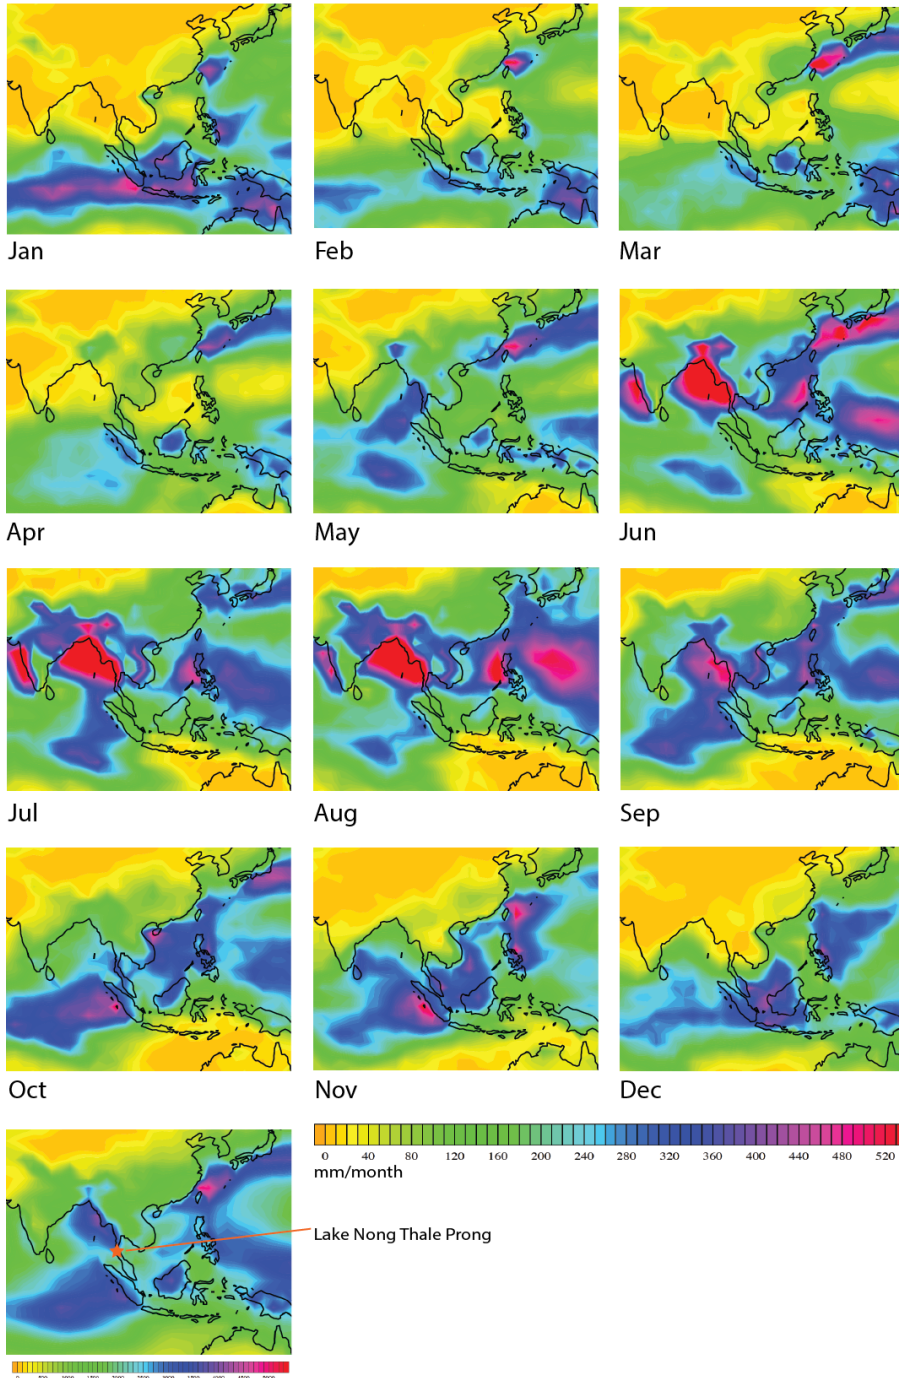 Jan Feb Mar
Apr May Jun
Jul Aug Sep
Oct Nov Dec
0 40 80 120 160 200 240 280 320 360 400 440 480 520
mm/month
Lake Nong Thale Prong